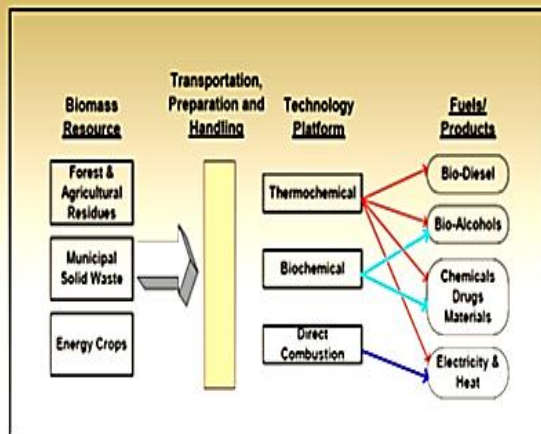 Biomass
Resource
Transportation,
Preparation and
Handling
Technology
Platform
Fuels/
Products
Forest &
Agricultural
Residues
Municipal
Solid Waste
Energy Crops
Thermochemical
Biochemical
Direct
Combustion
Bio-Diesel
Bio-Alcohols
Chemicals
Drugs
Materials
Electricity &
Heat